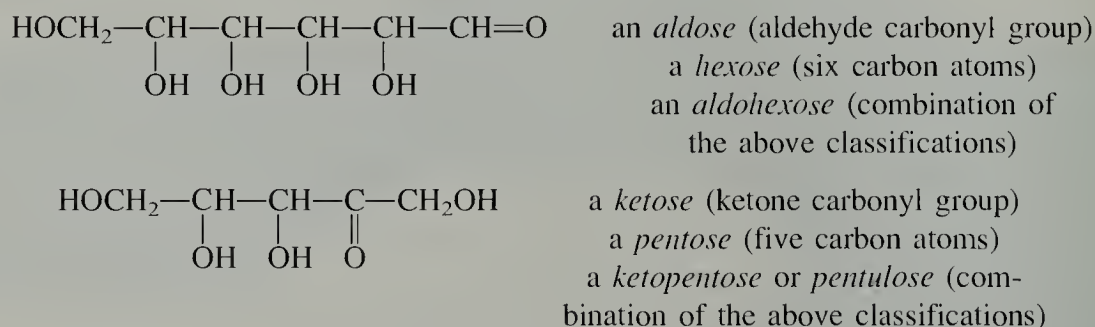 HOCH₂—CH—CH—CH—CH—CH=O
OH OH OH OH
an aldose (aldehyde carbonyl group)
a hexose (six carbon atoms)
an aldohexose (combination of
the above classifications)
HOCH₂—CH—CH—C—CH₂OH
OH OH O
a ketose (ketone carbonyl group)
a pentose (five carbon atoms)
a ketopentose or pentulose (com-
bination of the above classifications)